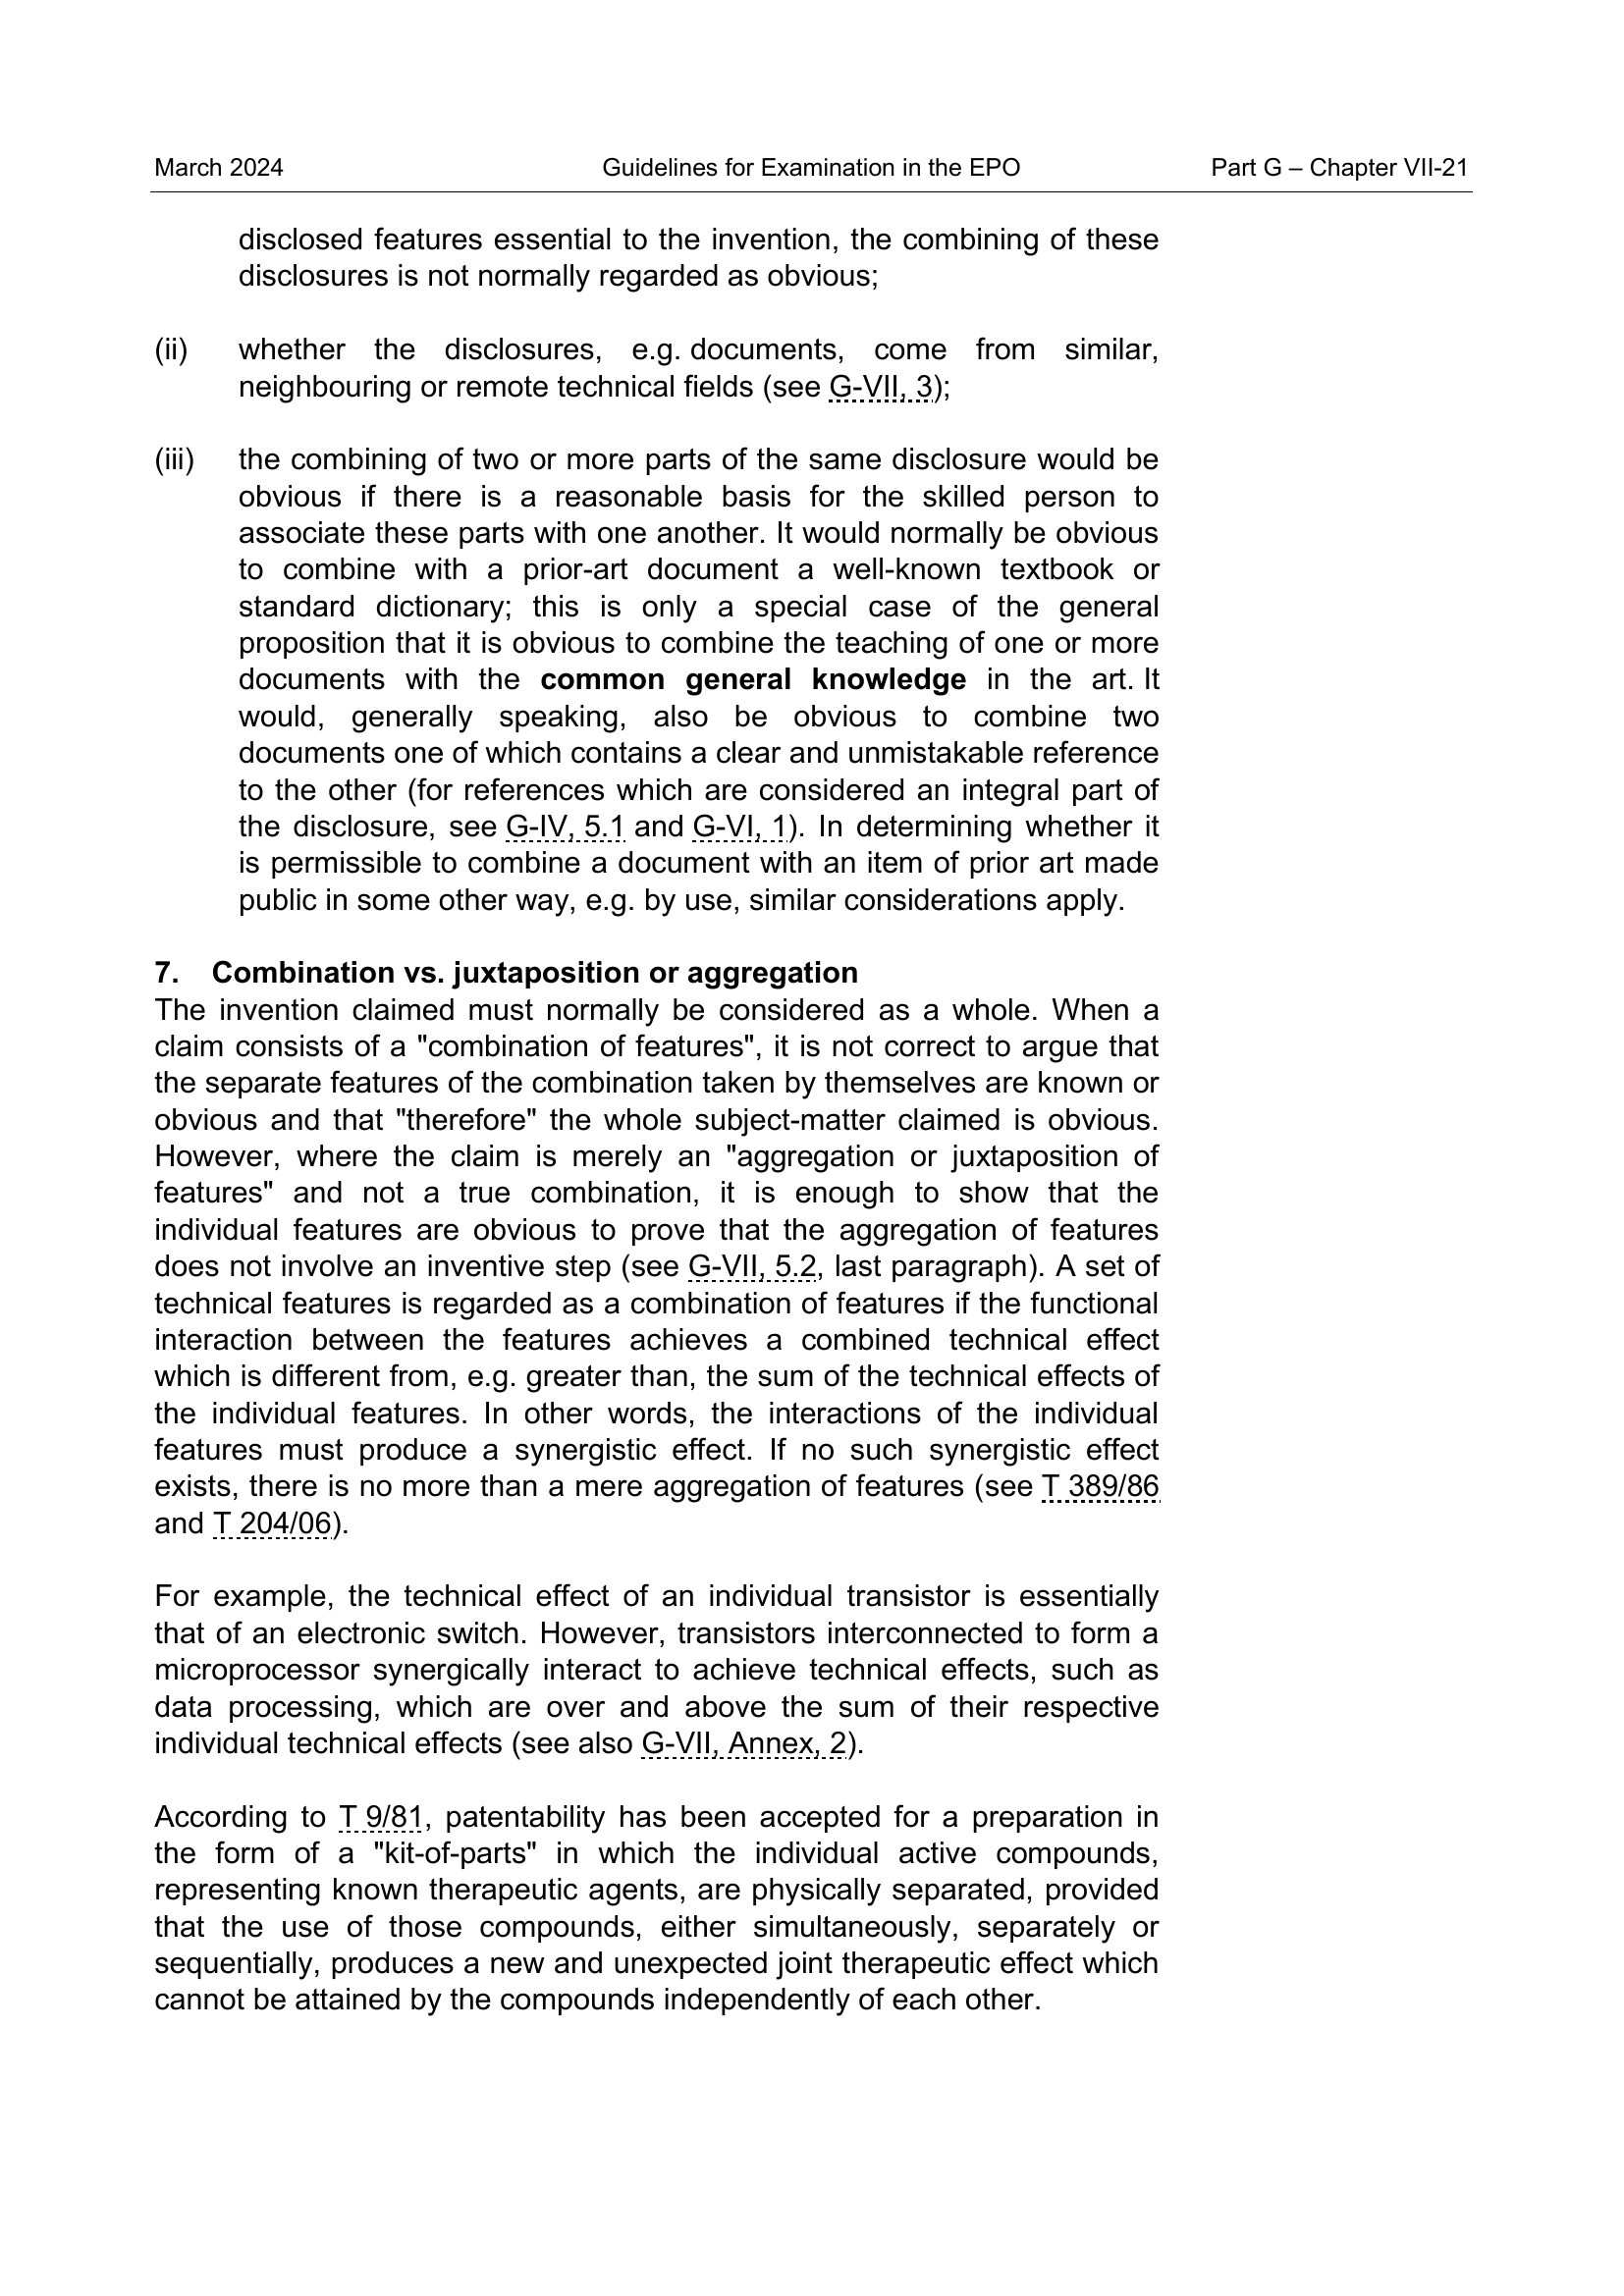 March 2024 Guidelines for Examination in the EPO Part G – Chapter VII-21
disclosed features essential to the invention, the combining of these
disclosures is not normally regarded as obvious;
(ii) whether the disclosures, e.g. documents, come from similar,
neighbouring or remote technical fields (see G-VII, 3);
(iii) the combining of two or more parts of the same disclosure would be
obvious if there is a reasonable basis for the skilled person to
associate these parts with one another. It would normally be obvious
to combine with a prior-art document a well-known textbook or
standard dictionary; this is only a special case of the general
proposition that it is obvious to combine the teaching of one or more
documents with the common general knowledge in the art. It
would, generally speaking, also be obvious to combine two
documents one of which contains a clear and unmistakable reference
to the other (for references which are considered an integral part of
the disclosure, see G-IV, 5.1 and G-VI, 1). In determining whether it
is permissible to combine a document with an item of prior art made
public in some other way, e.g. by use, similar considerations apply.
7. Combination vs. juxtaposition or aggregation
The invention claimed must normally be considered as a whole. When a
claim consists of a "combination of features", it is not correct to argue that
the separate features of the combination taken by themselves are known or
obvious and that "therefore" the whole subject-matter claimed is obvious.
However, where the claim is merely an "aggregation or juxtaposition of
features" and not a true combination, it is enough to show that the
individual features are obvious to prove that the aggregation of features
does not involve an inventive step (see G-VII, 5.2, last paragraph). A set of
technical features is regarded as a combination of features if the functional
interaction between the features achieves a combined technical effect
which is different from, e.g. greater than, the sum of the technical effects of
the individual features. In other words, the interactions of the individual
features must produce a synergistic effect. If no such synergistic effect
exists, there is no more than a mere aggregation of features (see T 389/86
and T 204/06).
For example, the technical effect of an individual transistor is essentially
that of an electronic switch. However, transistors interconnected to form a
microprocessor synergically interact to achieve technical effects, such as
data processing, which are over and above the sum of their respective
individual technical effects (see also G-VII, Annex, 2).
According to T 9/81, patentability has been accepted for a preparation in
the form of a "kit-of-parts" in which the individual active compounds,
representing known therapeutic agents, are physically separated, provided
that the use of those compounds, either simultaneously, separately or
sequentially, produces a new and unexpected joint therapeutic effect which
cannot be attained by the compounds independently of each other.